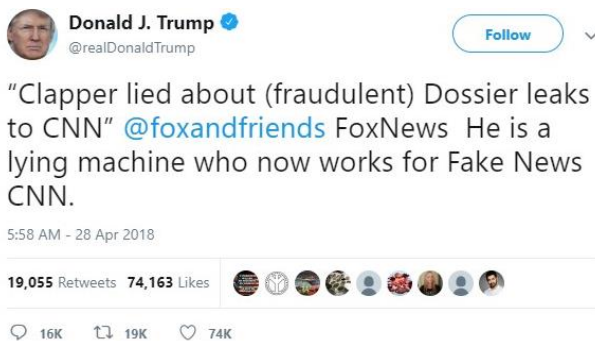 Donald J. Trump
Follow
@realDonaldTrump
“Clapper lied about (fraudulent) Dossier leaks
to CNN” @foxandfriends FoxNews He is a
lying machine who now works for Fake News
CNN.
5:58 AM - 28 Apr 2018
19,055 Retweets 74,163 Likes
16K 19K 74K